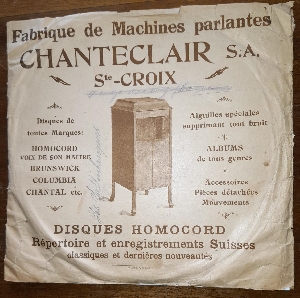 Fabrique de Machines parlantes
CHANTECLAIR S.A.
Ste-CROIX
Disques de
toutes Marques:
HOMOCORD
VOIX DE SON MAITRE
BRUNSWICK
COLUMBIA
CHANTAL etc.
Aiguilles spéciales
supprimant tout bruit
ALBUMS
de tous genres
Accessoires
Pièces détachées
Mouvements
DISQUES HOMOCORD
Répertoire et enregistrements Suisses
classiques et dernières nouveautés